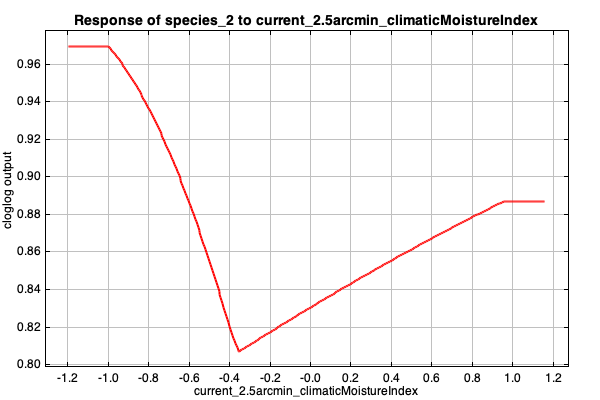 Response of species_2 to current_2.5arcmin_climaticMoistureIndex
0.96
0.94
0.92
0.90
0.88
0.86
0.84
0.82
0.80
cloglog output
-1.2 -1.0 -0.8 -0.6 -0.4 -0.2 -0.0 0.2 0.4 0.6 0.8 1.0 1.2
current_2.5arcmin_climaticMoistureIndex